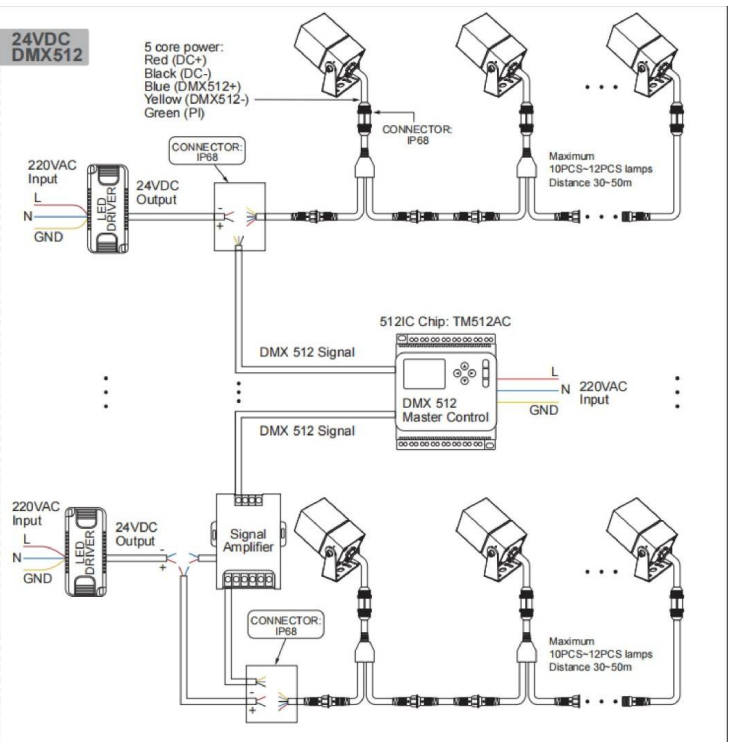 24VDC
DMX512
5 core power:
Red (DC+)
Black (DC-)
Blue (DMX512+)
Yellow (DMX512-)
Green (PI)
CONNECTOR:
IP68
CONNECTOR:
IP68
220VAC
Input
L
N
GND
LED
DRIVER
24VDC
Output
-
+
Maximum
10PCS~12PCS lamps
Distance 30~50m
512IC Chip: TM512AC
DMX 512 Signal
DMX 512
Master Control
L
N
GND
220VAC
Input
DMX 512 Signal
220VAC
Input
L
N
GND
LED
DRIVER
24VDC
Output
-
+
Signal
Amplifier
CONNECTOR:
IP68
-
+
Maximum
10PCS~12PCS lamps
Distance 30~50m